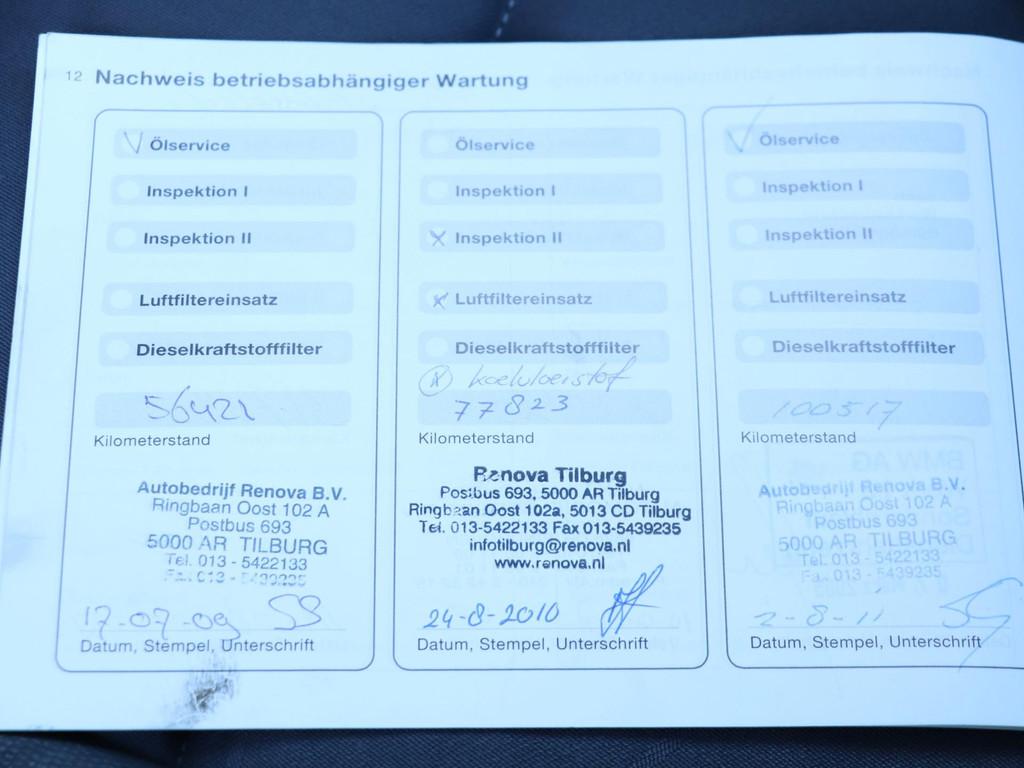 12 Nachweis betriebsabhängiger Wartung
Ölservice
Inspektion I
Inspektion II
Luftfiltereinsatz
Dieselkraftstofffilter
56421
Kilometerstand
Autobedrijf Renova B.V.
Ringbaan Oost 102 A
Postbus 693
5000 AR TILBURG
Tel. 013 - 5422133
Fax. 013 - 5439235
17-07-09
Datum, Stempel, Unterschrift
Ölservice
Inspektion I
Inspektion II
Luftfiltereinsatz
Dieselkraftstofffilter
koelvloeistof
77823
Kilometerstand
Renova Tilburg
Postbus 693, 5000 AR Tilburg
Ringbaan Oost 102a, 5013 CD Tilburg
Tel. 013-5422133 Fax 013-5439235
infotilburg@renova.nl
www.renova.nl
24-8-2010
Datum, Stempel, Unterschrift
Ölservice
Inspektion I
Inspektion II
Luftfiltereinsatz
Dieselkraftstofffilter
100517
Kilometerstand
Autobedrijf Renova B.V.
Ringbaan Oost 102 A
Postbus 693
5000 AR TILBURG
Tel. 013 - 5422133
Fa.. 013 - 5439235
2-8-11
Datum, Stempel, Unterschrift